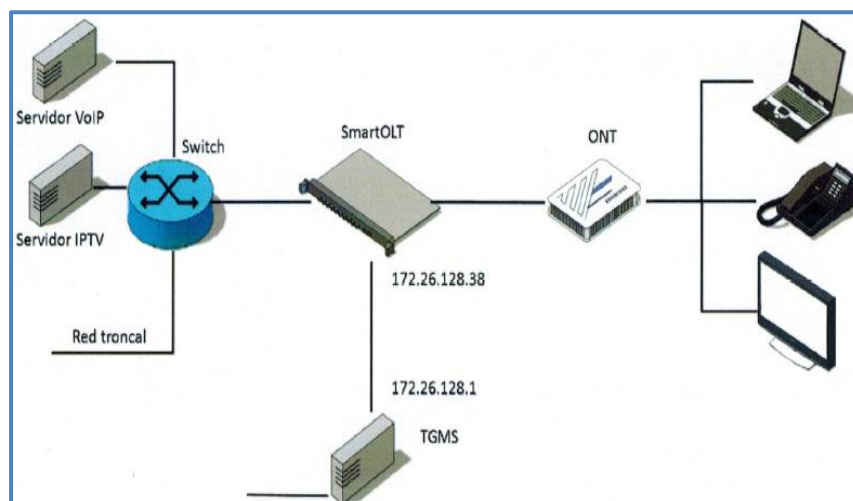 Servidor VoIP
Switch
Servidor IPTV
Red troncal
SmartOLT
ONT
172.26.128.38
172.26.128.1
TGMS